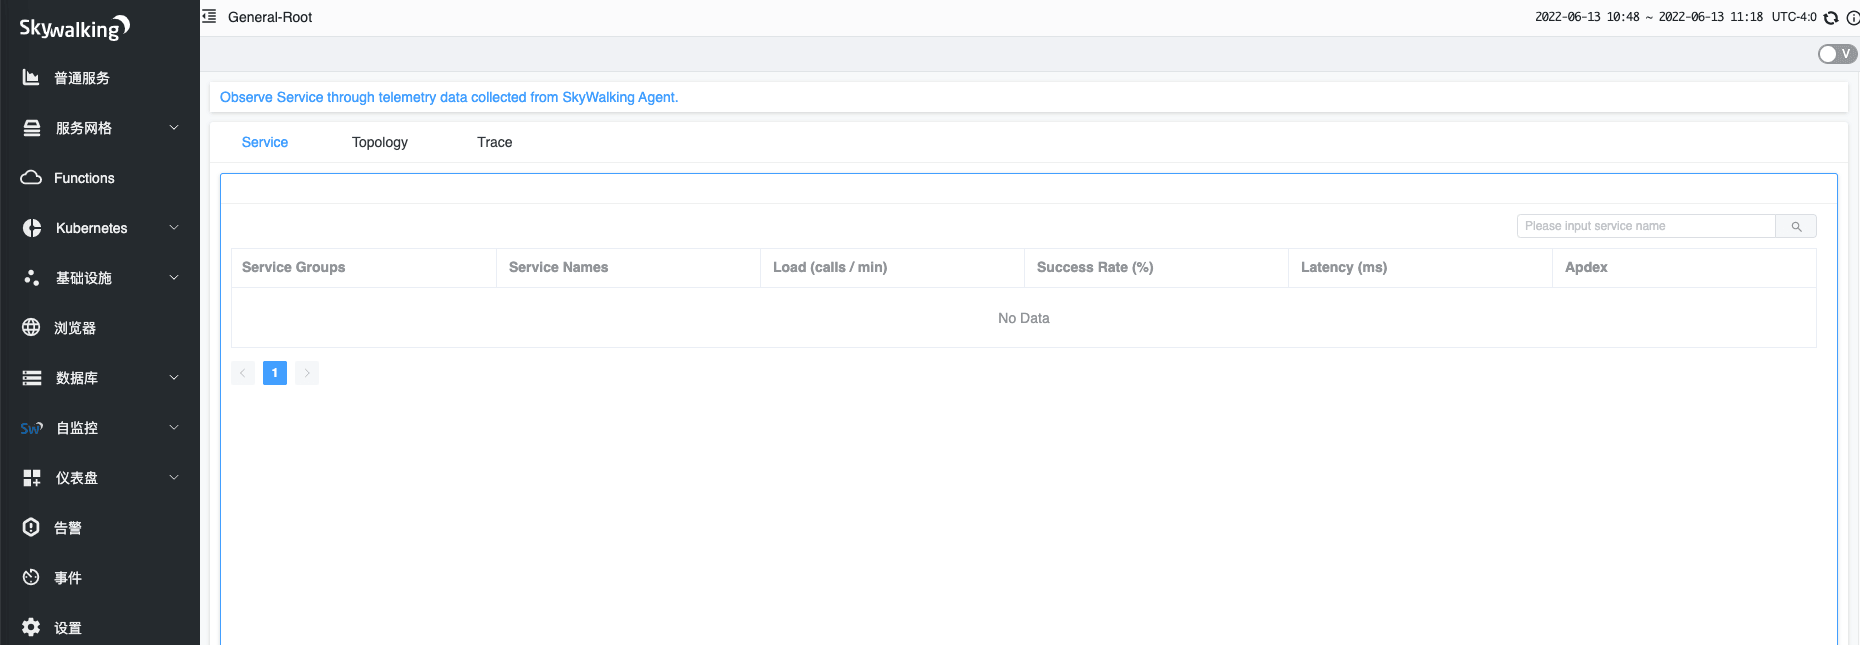 Skywalking
General-Root
2022-06-13 10:48 ~ 2022-06-13 11:18 UTC-4:0
V
普通服务
服务网格
Functions
Kubernetes
基础设施
浏览器
数据库
Sw 自监控
仪表盘
告警
事件
设置
Observe Service through telemetry data collected from SkyWalking Agent.
Service Topology Trace
Please input service name
Service Groups Service Names Load (calls / min) Success Rate (%) Latency (ms) Apdex
No Data
1